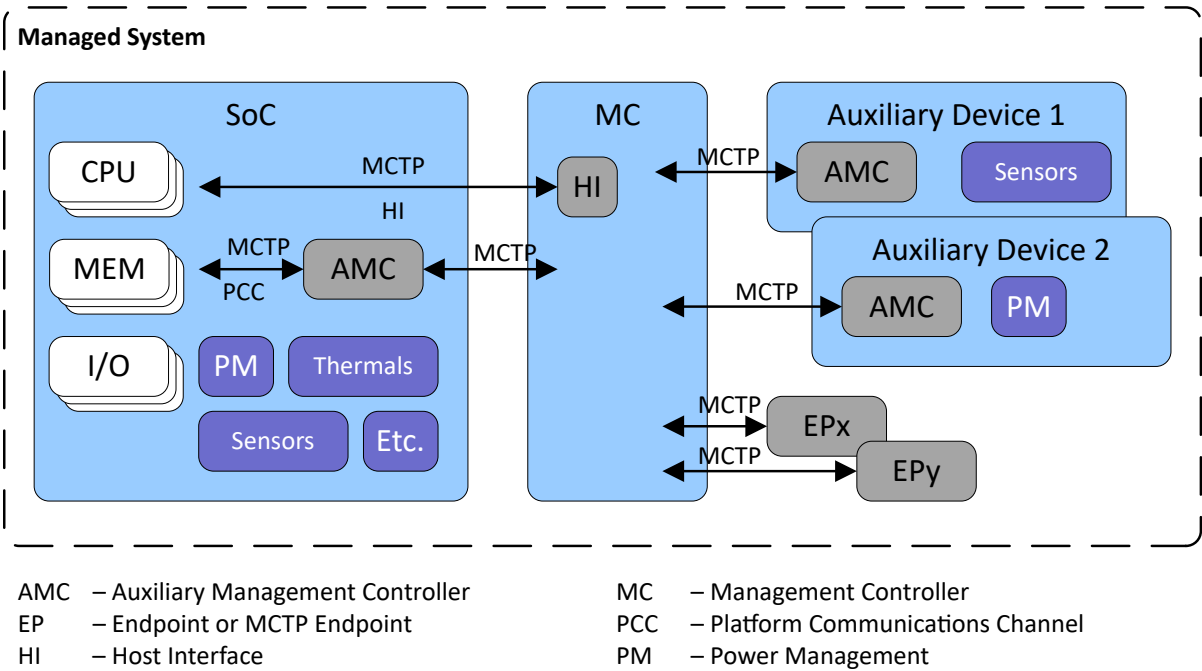 Managed System
SoC
CPU
MEM
I/O
MCTP
HI
MCTP
PCC
AMC
MCTP
PM
Thermals
Sensors
Etc.
MC
HI
MCTP
Auxiliary Device 1
AMC
Sensors
MCTP
Auxiliary Device 2
AMC
PM
MCTP
EPx
MCTP
EPy
AMC – Auxiliary Management Controller
EP – Endpoint or MCTP Endpoint
HI – Host Interface
MC – Management Controller
PCC – Platform Communications Channel
PM – Power Management